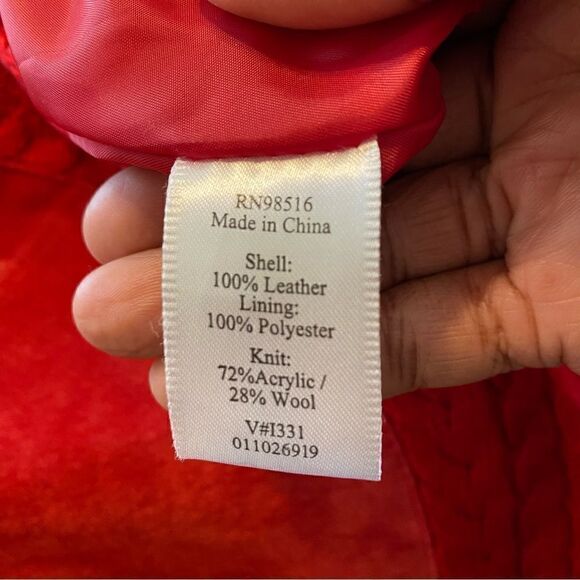 RN98516
Made in China
Shell:
100% Leather
Lining:
100% Polyester
Knit:
72%Acrylic /
28% Wool
V#I331
011026919